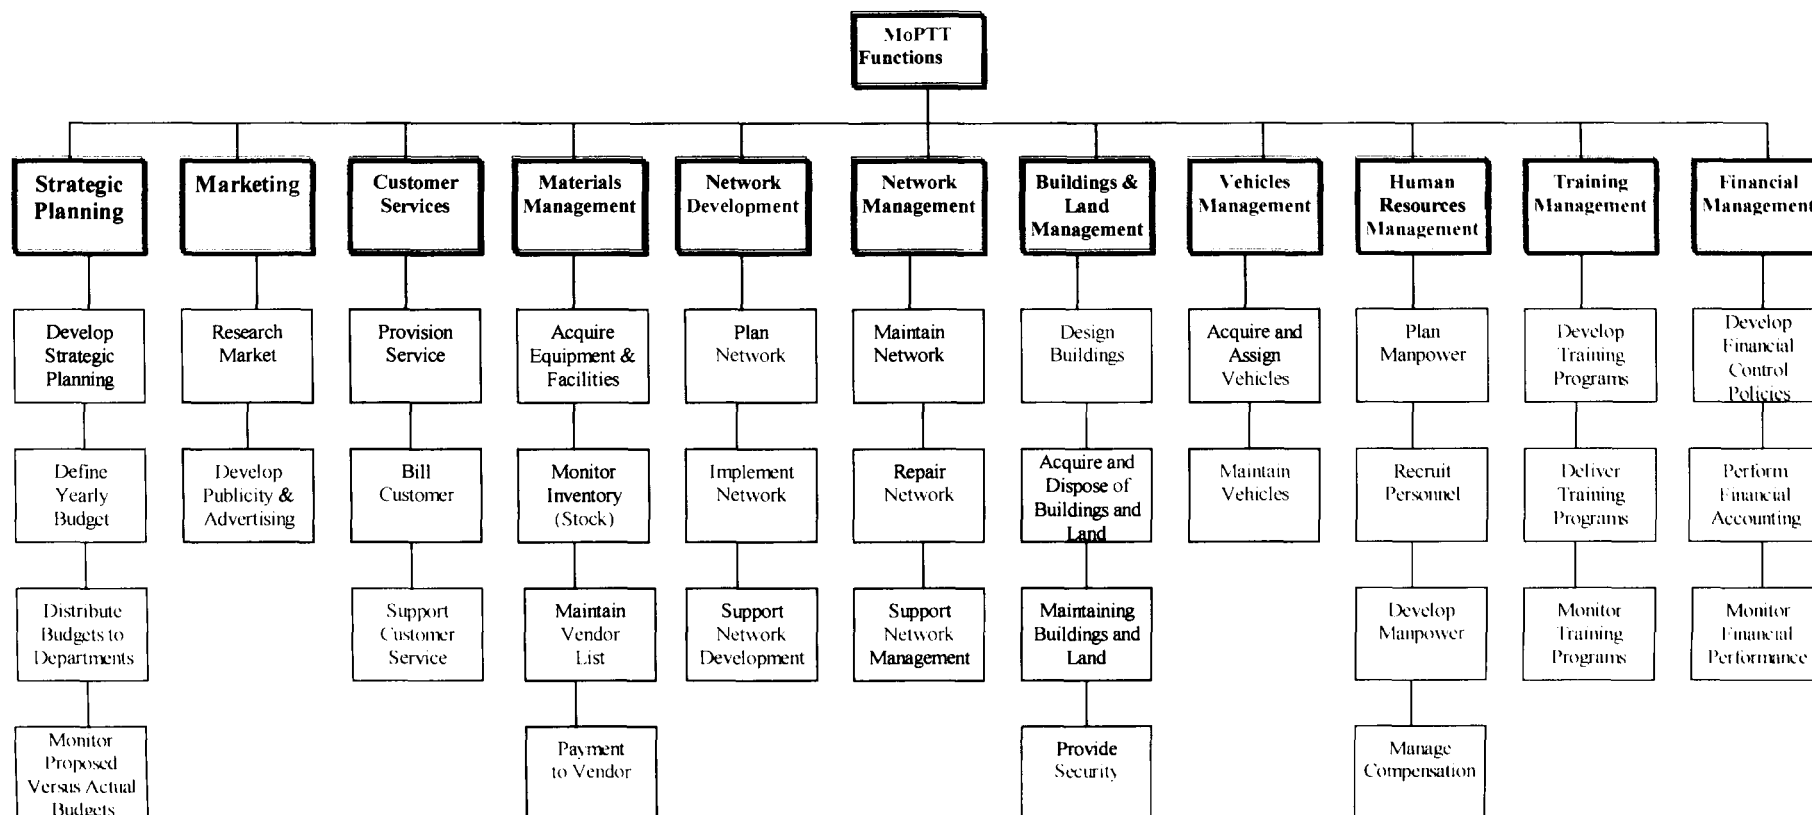 MoPTT
Functions
Strategic
Planning
Marketing
Customer
Services
Materials
Management
Network
Development
Network
Management
Buildings &
Land
Management
Vehicles
Management
Human
Resources
Management
Training
Management
Financial
Management
Develop
Strategic
Planning
Research
Market
Provision
Service
Acquire
Equipment &
Facilities
Plan
Network
Maintain
Network
Design
Buildings
Acquire and
Assign
Vehicles
Plan
Manpower
Develop
Training
Programs
Develop
Financial
Control
Policies
Define
Yearly
Budget
Develop
Publicity &
Advertising
Bill
Customer
Monitor
Inventory
(Stock)
Implement
Network
Repair
Network
Acquire and
Dispose of
Buildings and
Land
Maintain
Vehicles
Recruit
Personnel
Deliver
Training
Programs
Perform
Financial
Accounting
Distribute
Budgets to
Departments
Support
Customer
Service
Maintain
Vendor
List
Support
Network
Development
Support
Network
Management
Maintaining
Buildings and
Land
Develop
Manpower
Monitor
Training
Programs
Monitor
Financial
Performance
Monitor
Proposed
Versus Actual
Budgets
Payment
to Vendor
Provide
Security
Manage
Compensation